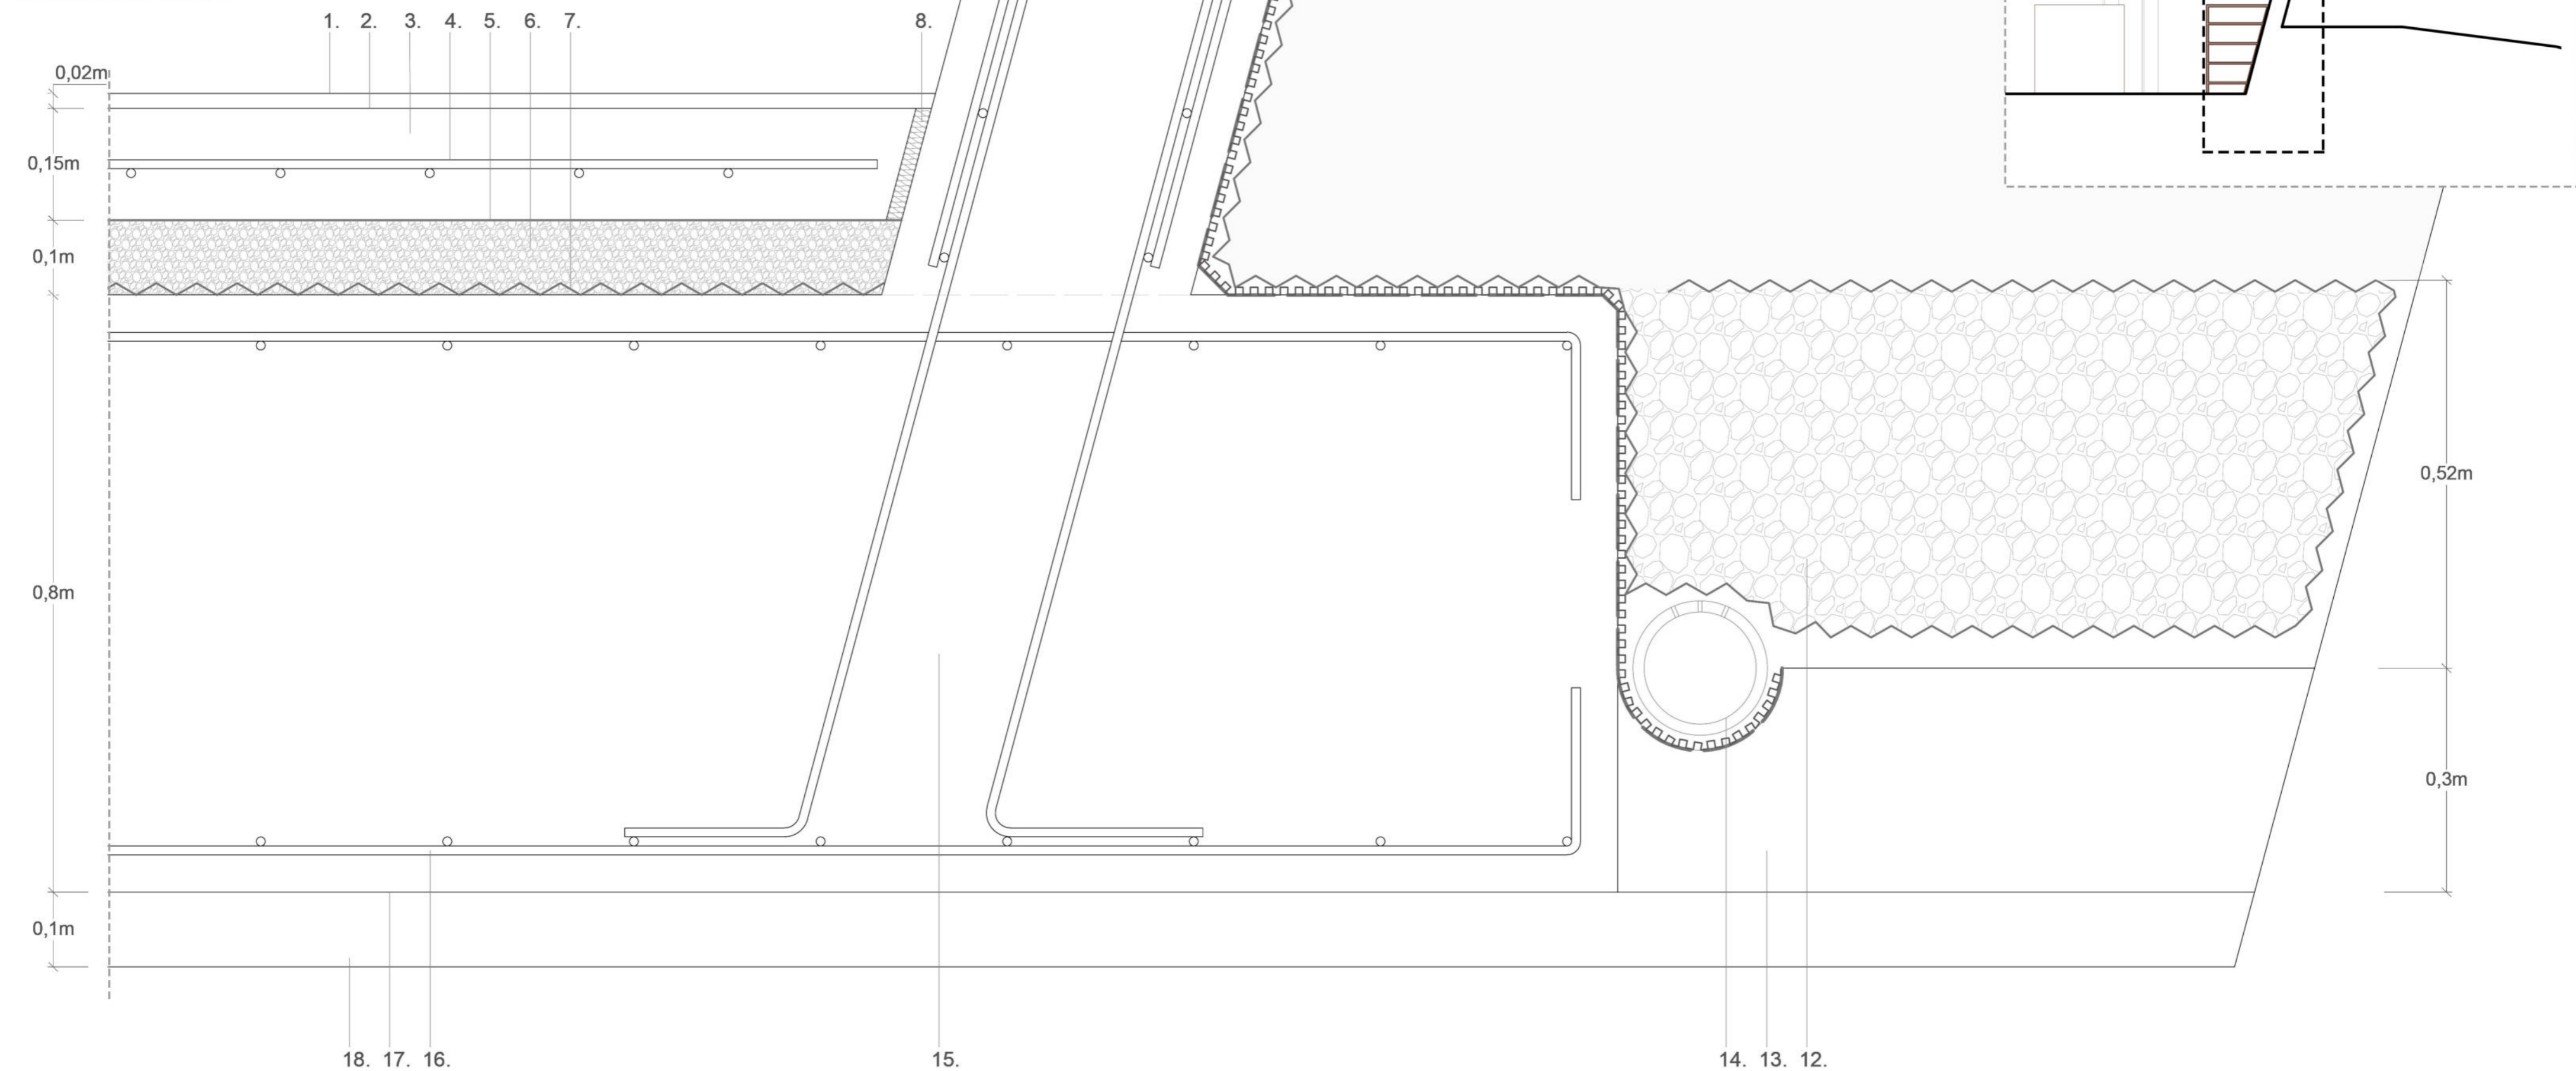 1. 2. 3. 4. 5. 6. 7. 8.
0,02m
0,15m
0,1m
0,52m
0,8m
0,3m
0,1m
18. 17. 16. 15. 14. 13. 12.